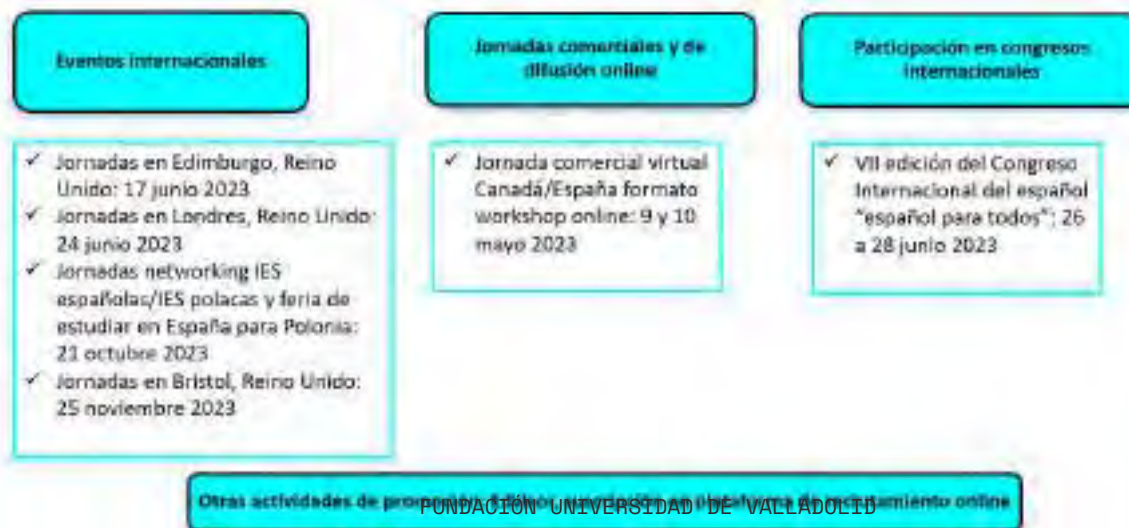 Eventos internacionales
Jornadas comerciales y de
difusión online
Participación en congresos
internacionales
✓ Jornadas en Edimburgo, Reino
Unido: 17 junio 2023
✓ Jornadas en Londres, Reino Unido:
24 junio 2023
✓ Jornadas networking IES
españolas/IES polacas y feria de
estudiar en España para Polonia:
21 octubre 2023
✓ Jornadas en Bristol, Reino Unido:
25 noviembre 2023
✓ Jornada comercial virtual
Canadá/España formato
workshop online: 9 y 10
mayo 2023
✓ VII edición del Congreso
Internacional del español
"español para todos": 26
a 28 junio 2023
Otras actividades de online
FUNDACIÓN UNIVERSIDAD DE VALLADOLID